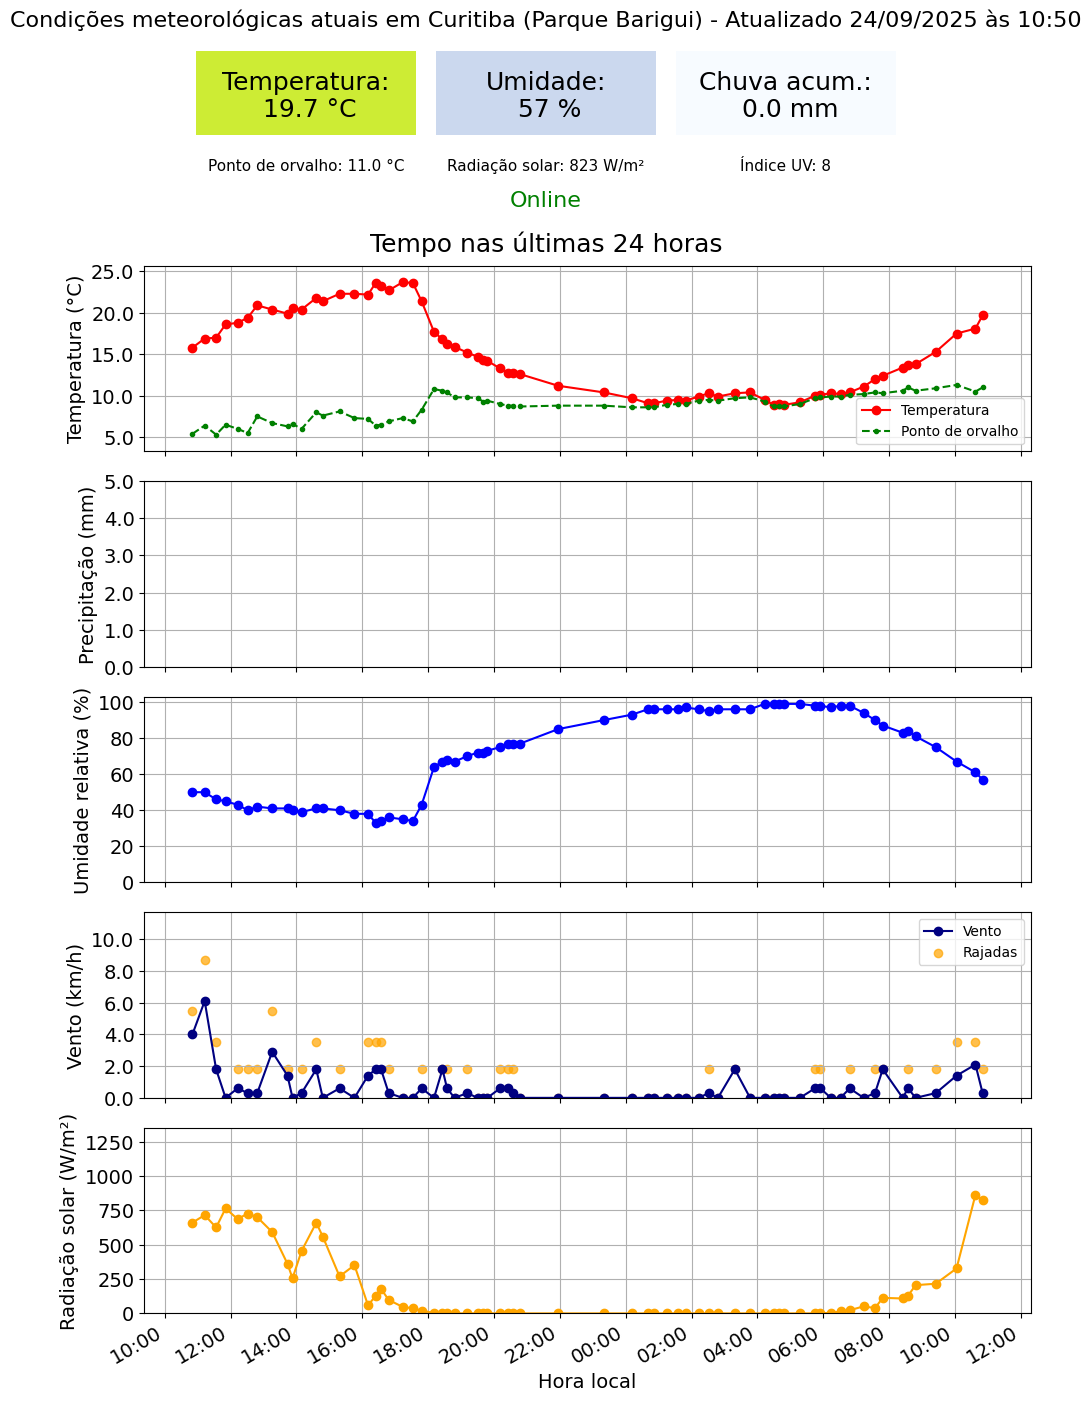 Condições meteorológicas atuais em Curitiba (Parque Barigui) - Atualizado 24/09/2025 às 10:50
Temperatura:
19.7 °C
Umidade:
57 %
Chuva acum.:
0.0 mm
Ponto de orvalho: 11.0 °C
Radiação solar: 823 W/m²
Índice UV: 8
Online
Tempo nas últimas 24 horas
Temperatura (°C)
25.0
20.0
15.0
10.0
5.0
Temperatura
Ponto de orvalho
Precipitação (mm)
5.0
4.0
3.0
2.0
1.0
0.0
Umidade relativa (%)
100
80
60
40
20
0
Vento (km/h)
10.0
8.0
6.0
4.0
2.0
0.0
Vento
Rajadas
Radiação solar (W/m²)
1250
1000
750
500
250
0
10:00
12:00
14:00
16:00
18:00
20:00
22:00
00:00
02:00
04:00
06:00
08:00
10:00
12:00
Hora local